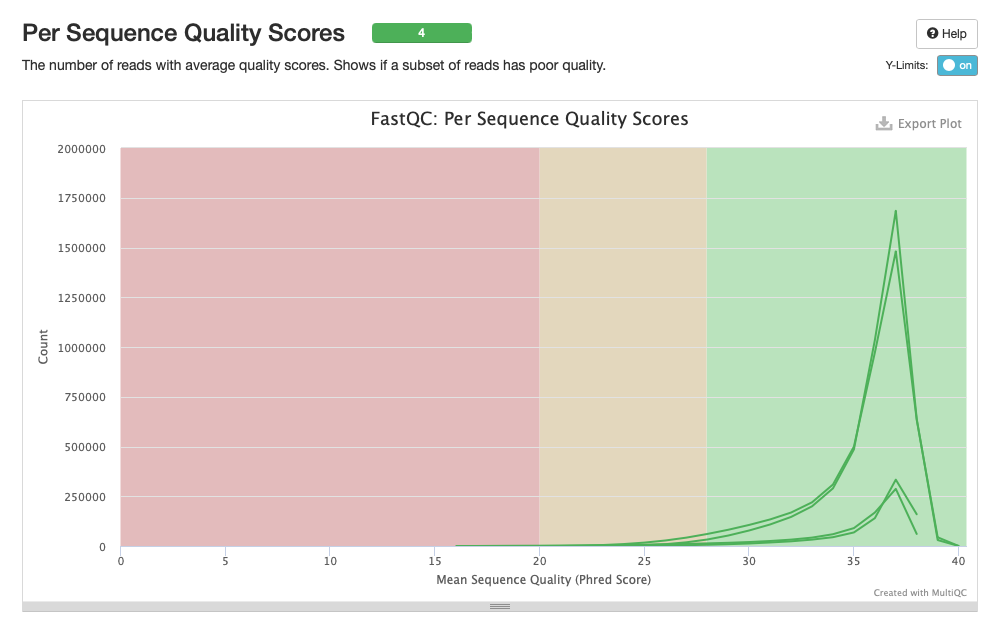 Per Sequence Quality Scores
4
Help
The number of reads with average quality scores. Shows if a subset of reads has poor quality.
Y-Limits:
on
FastQC: Per Sequence Quality Scores
Export Plot
2000000
1750000
1500000
1250000
1000000
750000
500000
250000
0
Count
0 5 10 15 20 25 30 35 40
Mean Sequence Quality (Phred Score)
Created with MultiQC